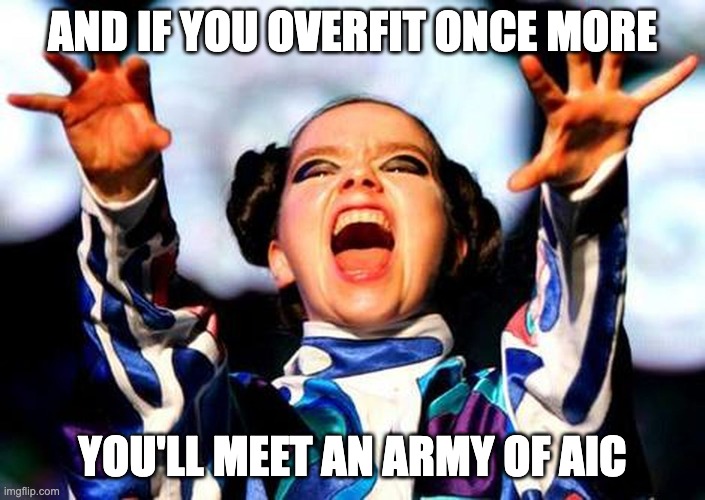 AND IF YOU OVERFIT ONCE MORE
YOU'LL MEET AN ARMY OF AIC
imgflip.com